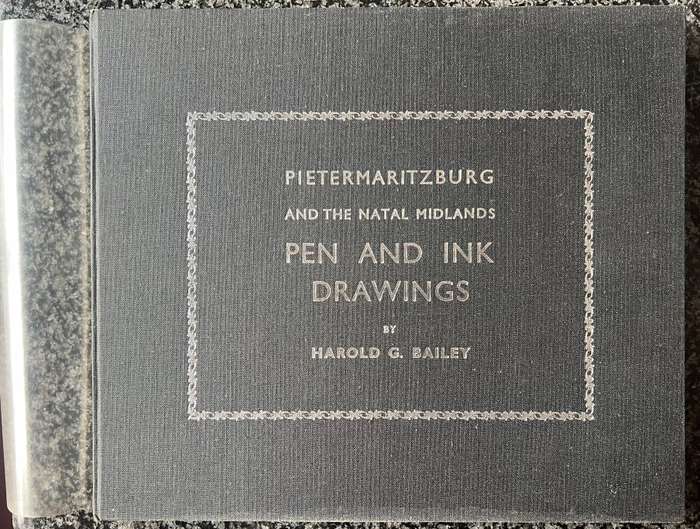 PIETERMARITZBURG
AND THE NATAL MIDLANDS
PEN AND INK
DRAWINGS
BY
HAROLD G. BAILEY